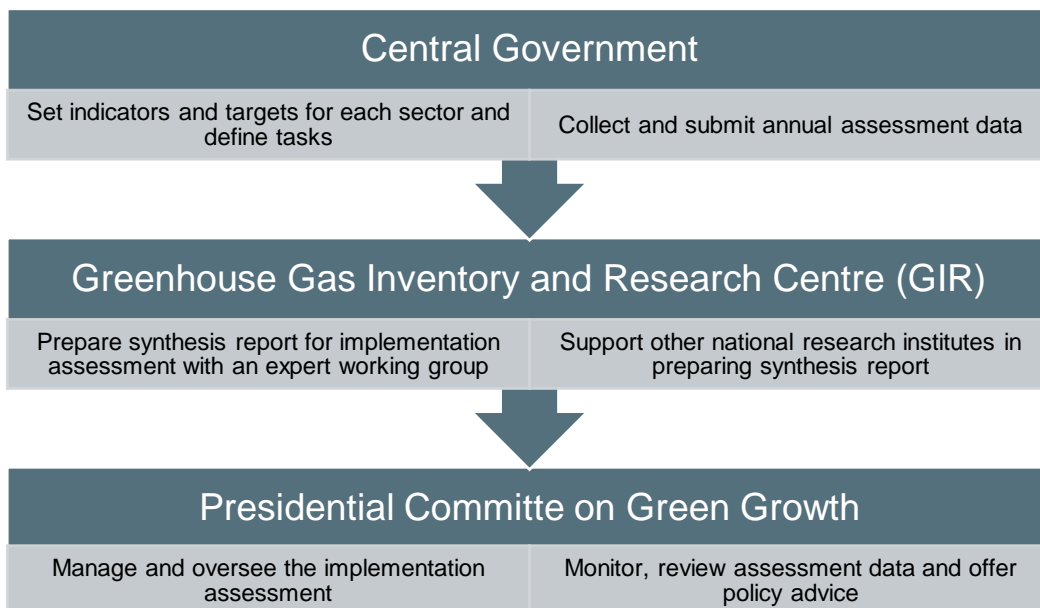 Central Government
Set indicators and targets for each sector and
define tasks
Collect and submit annual assessment data
Greenhouse Gas Inventory and Research Centre (GIR)
Prepare synthesis report for implementation
assessment with an expert working group
Support other national research institutes in
preparing synthesis report
Presidential Committe on Green Growth
Manage and oversee the implementation
assessment
Monitor, review assessment data and offer
policy advice